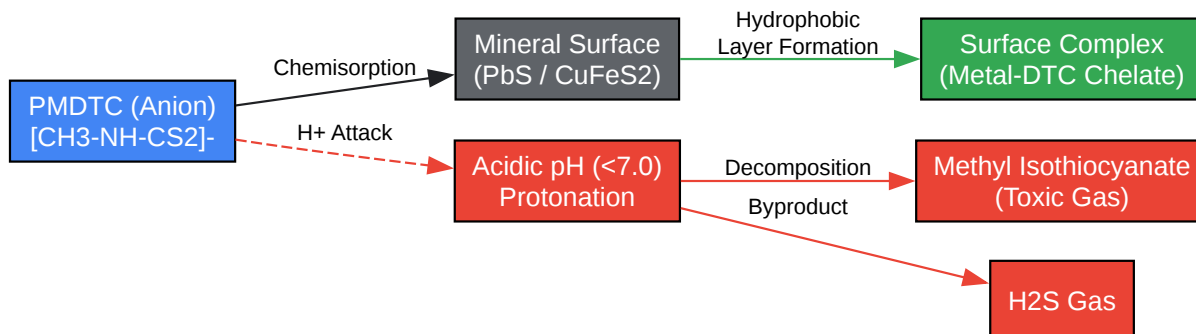 PMDTC (Anion)
[CH3-NH-CS2]-
Chemisorption
H+ Attack
Mineral Surface
(PbS / CuFeS2)
Hydrophobic
Layer Formation
Surface Complex
(Metal-DTC Chelate)
Acidic pH (<7.0)
Protonation
Decomposition
Byproduct
Methyl Isothiocyanate
(Toxic Gas)
H2S Gas